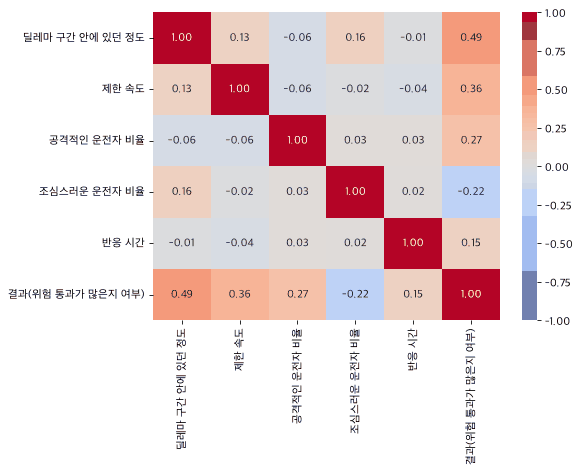 딜레마 구간 안에 있던 정도 1.00 0.13 -0.06 0.16 -0.01 0.49
제한 속도 0.13 1.00 -0.06 -0.02 -0.04 0.36
공격적인 운전자 비율 -0.06 -0.06 1.00 0.03 0.03 0.27
조심스러운 운전자 비율 0.16 -0.02 0.03 1.00 0.02 -0.22
반응 시간 -0.01 -0.04 0.03 0.02 1.00 0.15
결과(위험 통과가 많은지 여부) 0.49 0.36 0.27 -0.22 0.15 1.00
딜레마 구간 안에 있던 정도
제한 속도
공격적인 운전자 비율
조심스러운 운전자 비율
반응 시간
결과(위험 통과가 많은지 여부)
1.00
0.75
0.50
0.25
0.00
-0.25
-0.50
-0.75
-1.00